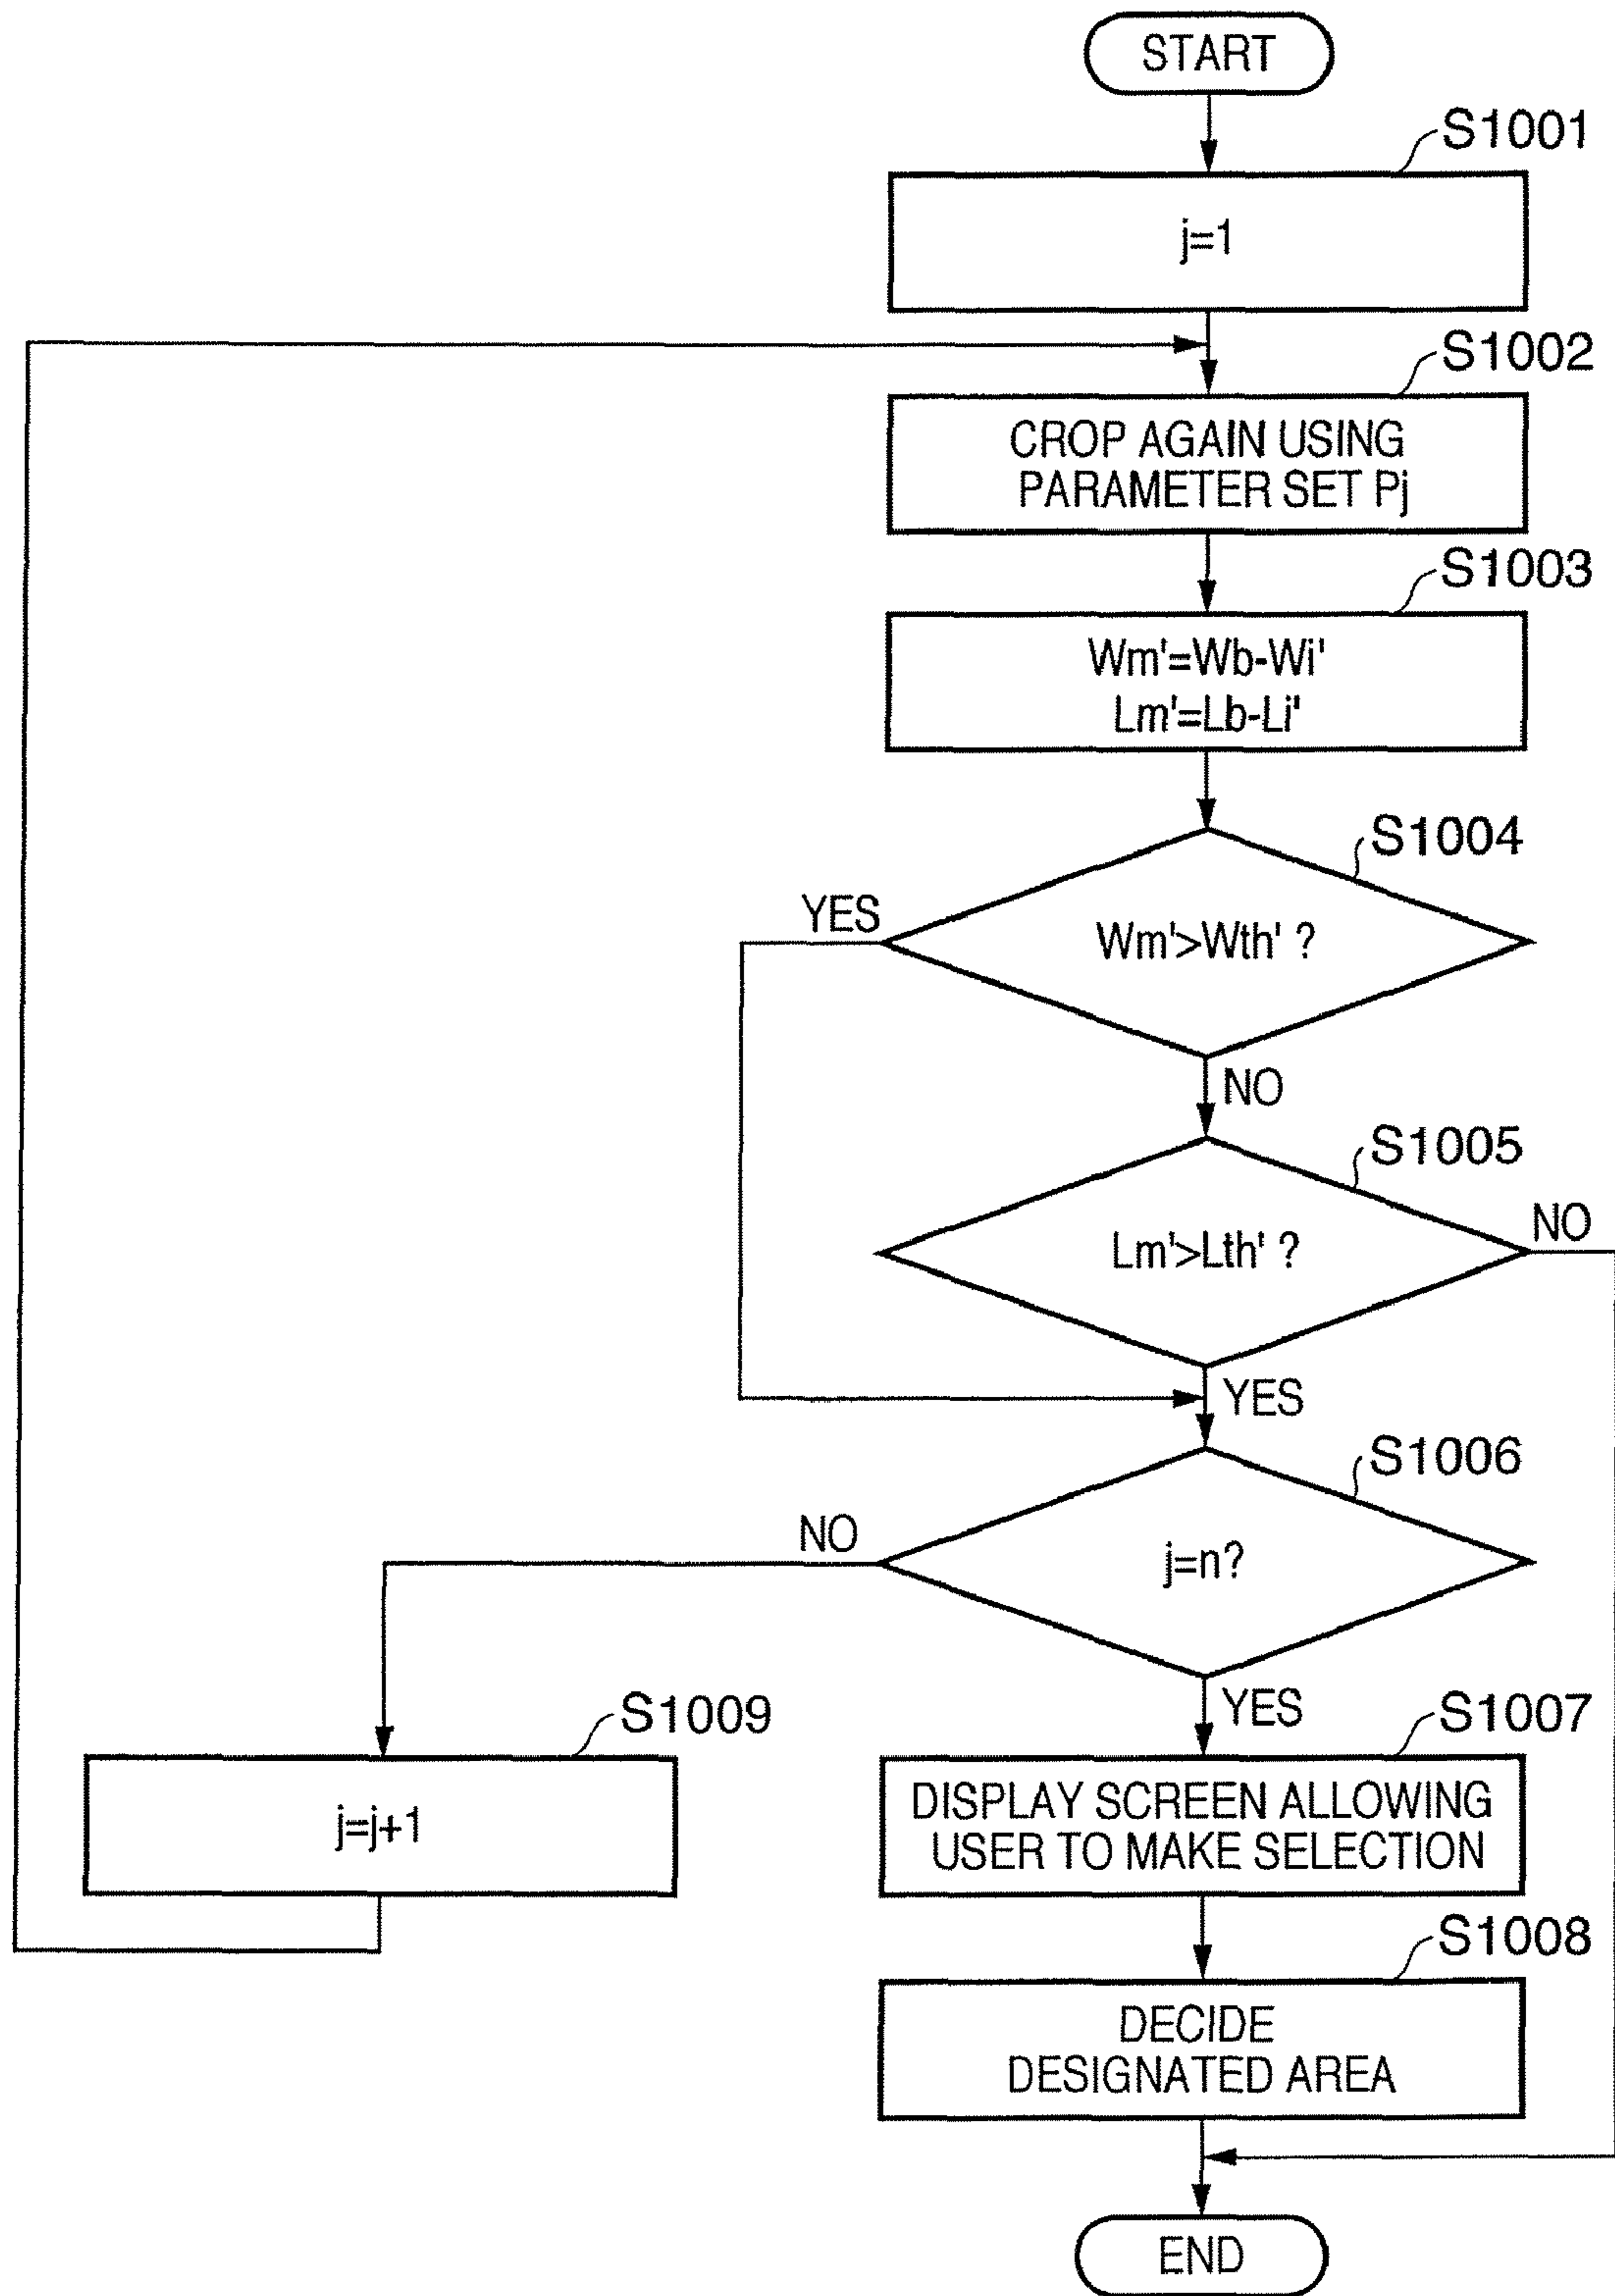 START
S1001
j=1
S1002
CROP AGAIN USING
PARAMETER SET Pj
S1003
Wm'=Wb-Wi'
Lm'=Lb-Li'
S1004
YES
Wm'>Wth' ?
NO
S1005
NO
Lm'>Lth' ?
YES
S1006
NO
j=n?
YES
S1009
S1007
j=j+1
DISPLAY SCREEN ALLOWING
USER TO MAKE SELECTION
S1008
DECIDE
DESIGNATED AREA
END